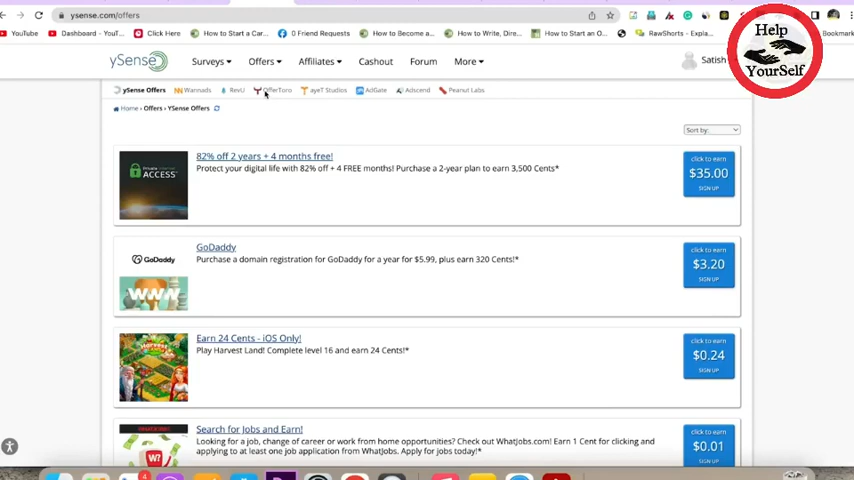 ysense.com/offers
YouTube
Dashboard - YouT...
Click Here
How to Start a Car...
0 Friend Requests
How to Become a...
How to Write, Dire...
How to Start an O...
RawShorts - Expla...
Bookmark
Help
YourSelf
ySense
Surveys
Offers
Affiliates
Cashout
Forum
More
Satish
ySense Offers
Wannads
RevU
OfferToro
ayeT Studios
AdGate
Adscend
Peanut Labs
Home › Offers › YSense Offers
Sort by:
Private Internet
ACCESS
82% off 2 years + 4 months free!
Protect your digital life with 82% off + 4 FREE months! Purchase a 2-year plan to earn 3,500 Cents*
click to earn
$35.00
SIGN UP
GoDaddy
WWW
GoDaddy
Purchase a domain registration for GoDaddy for a year for $5.99, plus earn 320 Cents!*
click to earn
$3.20
SIGN UP
Earn 24 Cents - iOS Only!
Play Harvest Land! Complete level 16 and earn 24 Cents!*
click to earn
$0.24
SIGN UP
W?
Search for Jobs and Earn!
Looking for a job, change of career or work from home opportunities? Check out WhatJobs.com! Earn 1 Cent for clicking and
applying to at least one job application from WhatJobs. Apply for jobs today!*
click to earn
$0.01
SIGN UP